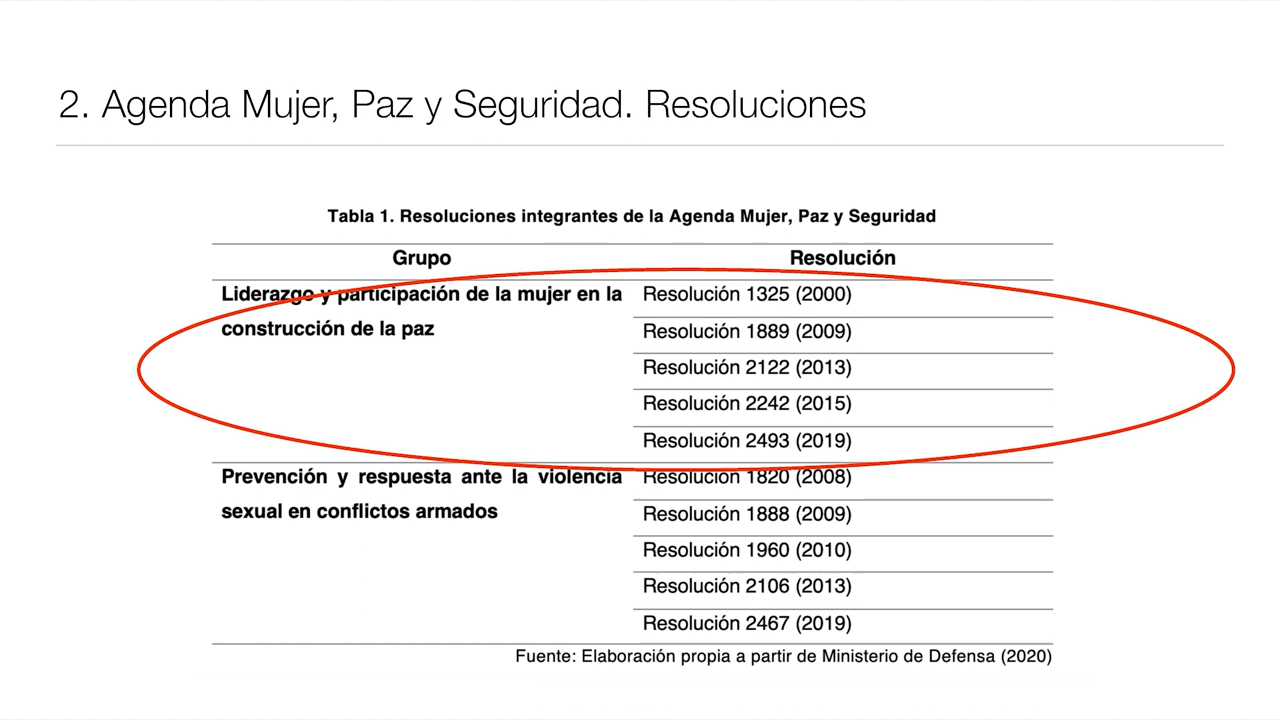 2. Agenda Mujer, Paz y Seguridad. Resoluciones
Tabla 1. Resoluciones integrantes de la Agenda Mujer, Paz y Seguridad
Grupo Resolución
Liderazgo y participación de la mujer en la Resolución 1325 (2000)
construcción de la paz Resolución 1889 (2009)
Resolución 2122 (2013)
Resolución 2242 (2015)
Resolución 2493 (2019)
Prevención y respuesta ante la violencia Resolución 1820 (2008)
sexual en conflictos armados Resolución 1888 (2009)
Resolución 1960 (2010)
Resolución 2106 (2013)
Resolución 2467 (2019)
Fuente: Elaboración propia a partir de Ministerio de Defensa (2020)